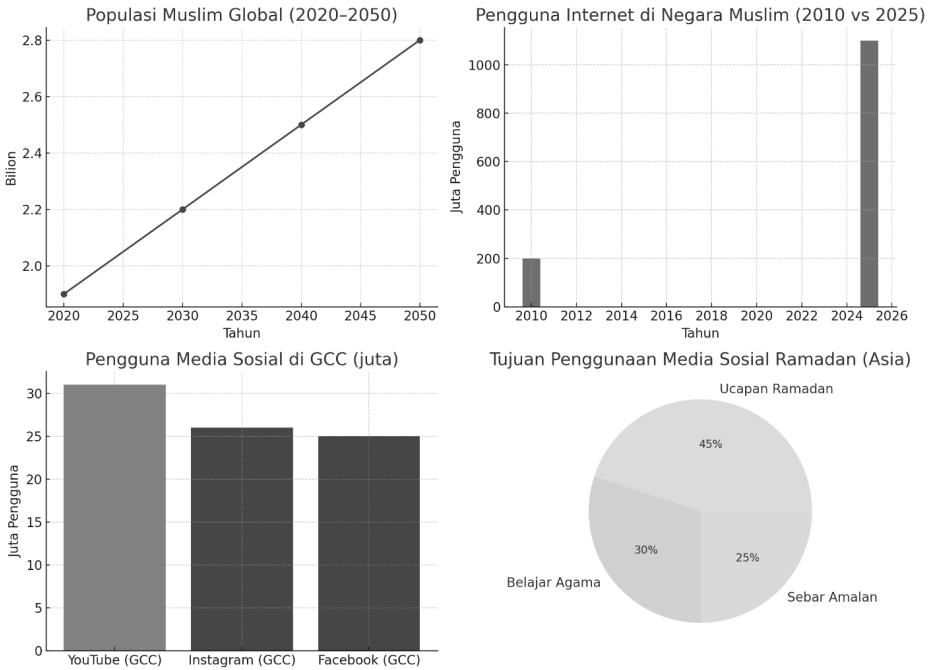 Populasi Muslim Global (2020–2050)
Bilion
2.8
2.6
2.4
2.2
2.0
2020 2025 2030 2035 2040 2045 2050
Tahun
Pengguna Internet di Negara Muslim (2010 vs 2025)
Juta Pengguna
1000
800
600
400
200
0
2010 2012 2014 2016 2018 2020 2022 2024 2026
Tahun
Pengguna Media Sosial di GCC (juta)
Juta Pengguna
30
25
20
15
10
5
0
YouTube (GCC) Instagram (GCC) Facebook (GCC)
Tujuan Penggunaan Media Sosial Ramadan (Asia)
Ucapan Ramadan
45%
30%
25%
Belajar Agama
Sebar Amalan